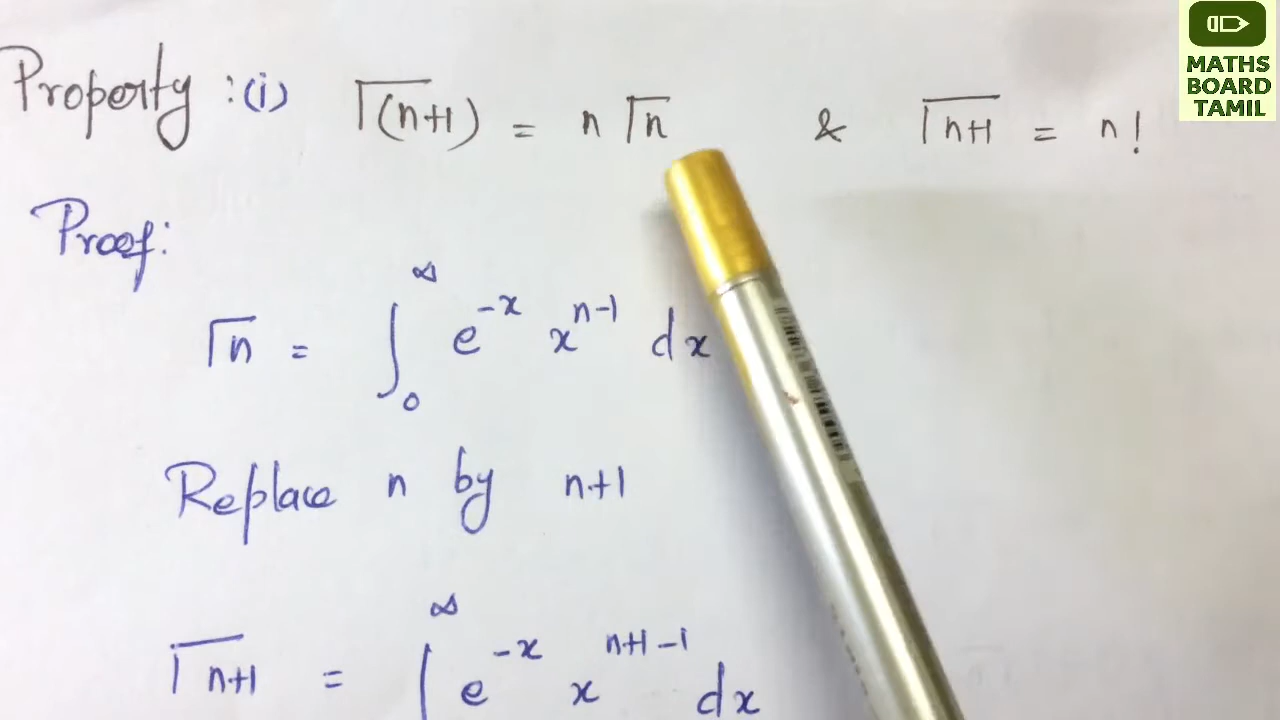 MATHS
BOARD
TAMIL
Property :(i) Γ(n+1) = n Γn & Γn+1 = n!
Proof:
Γn = ∫₀^∞ e^-x x^n-1 dx
Replace n by n+1
Γn+1 = ∫^∞ e^-x x^n+1-1 dx